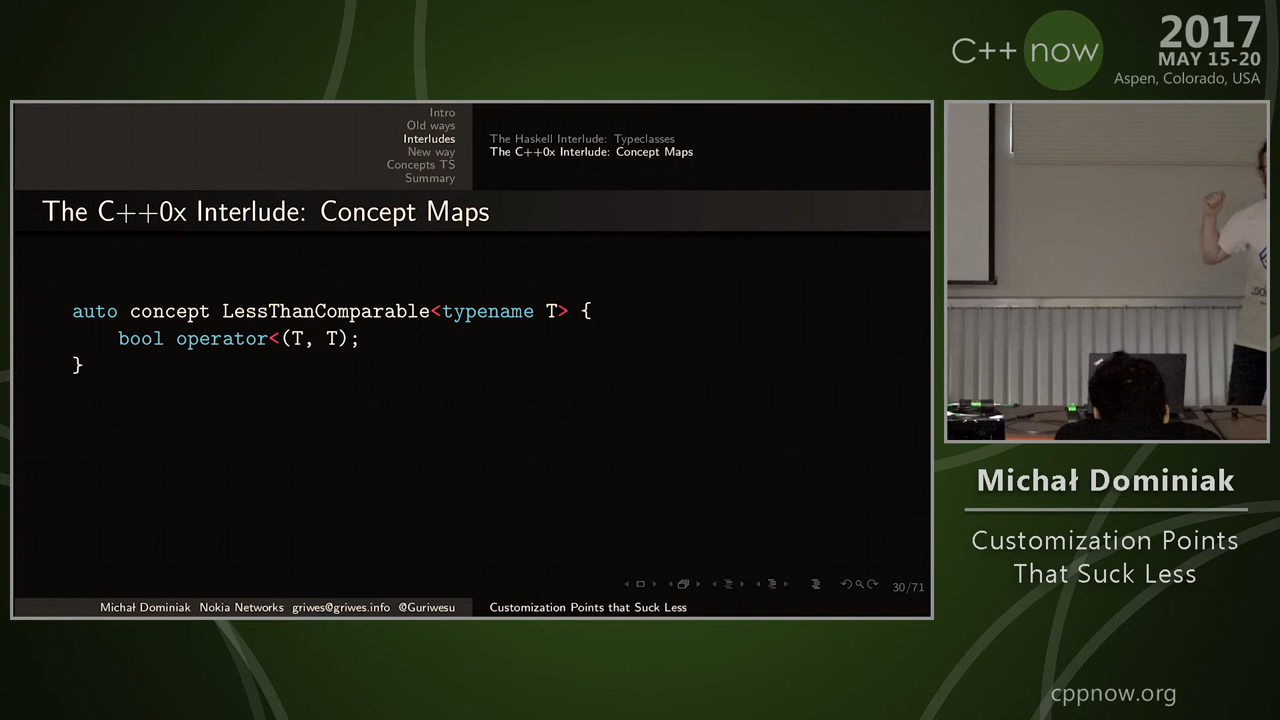 C++ now
2017
MAY 15-20
Aspen, Colorado, USA
Intro
Old ways
Interludes
New way
Concepts TS
Summary
The Haskell Interlude: Typeclasses
The C++0x Interlude: Concept Maps
The C++0x Interlude: Concept Maps
auto concept LessThanComparable<typename T> {
bool operator<(T, T);
}
30/71
Michał Dominiak Nokia Networks griwes@griwes.info @Guriwesu
Customization Points that Suck Less
Michał Dominiak
Customization Points
That Suck Less
cppnow.org